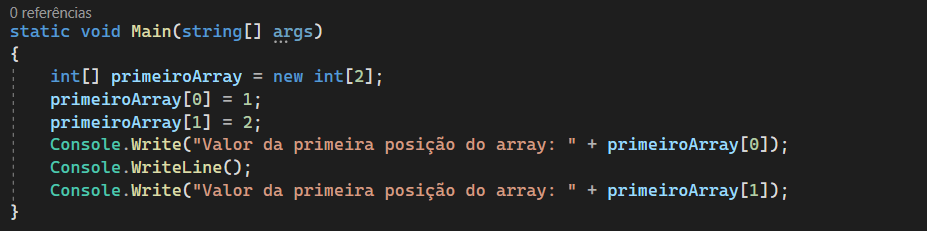 0 referências
static void Main(string[] args)
{
int[] primeiroArray = new int[2];
primeiroArray[0] = 1;
primeiroArray[1] = 2;
Console.Write("Valor da primeira posição do array: " + primeiroArray[0]);
Console.WriteLine();
Console.Write("Valor da primeira posição do array: " + primeiroArray[1]);
}